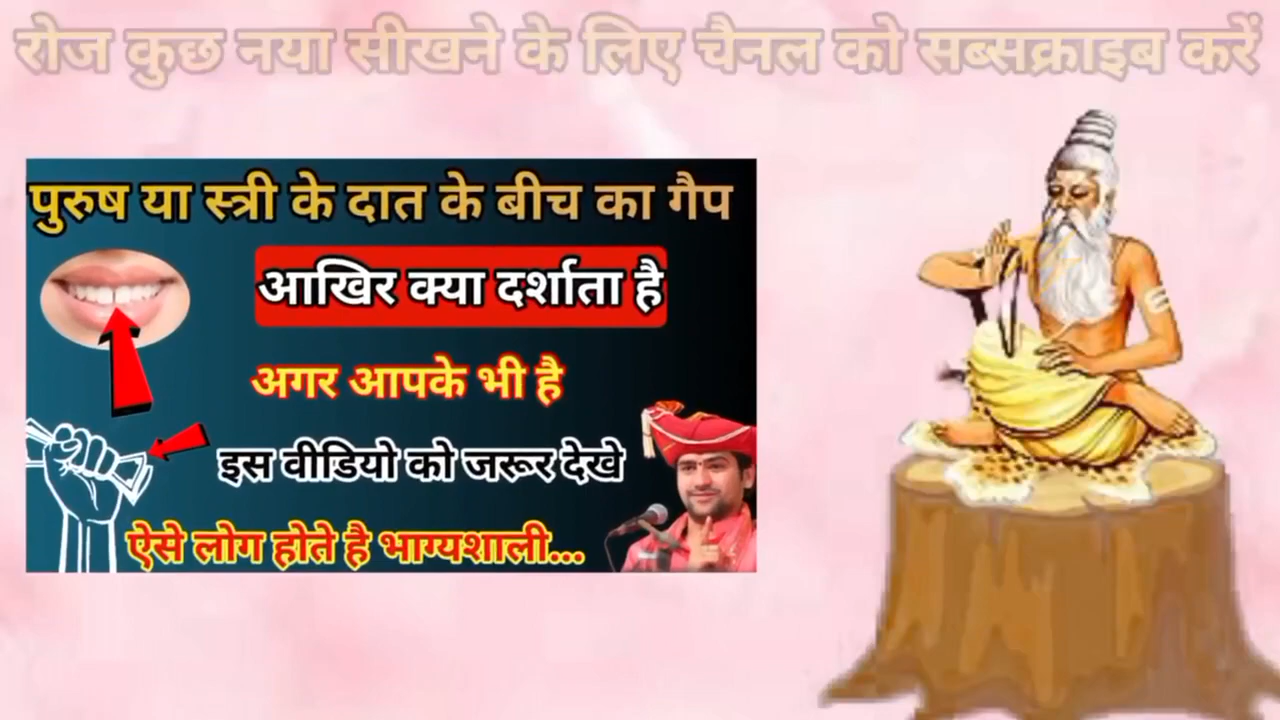 रोज कुछ नया सीखने के लिए चैनल को सब्सक्राइब करें
पुरुष या स्त्री के दात के बीच का गैप
आखिर क्या दर्शाता है
अगर आपके भी है
इस वीडियो को जरूर देखे
ऐसे लोग होते है भाग्यशाली...